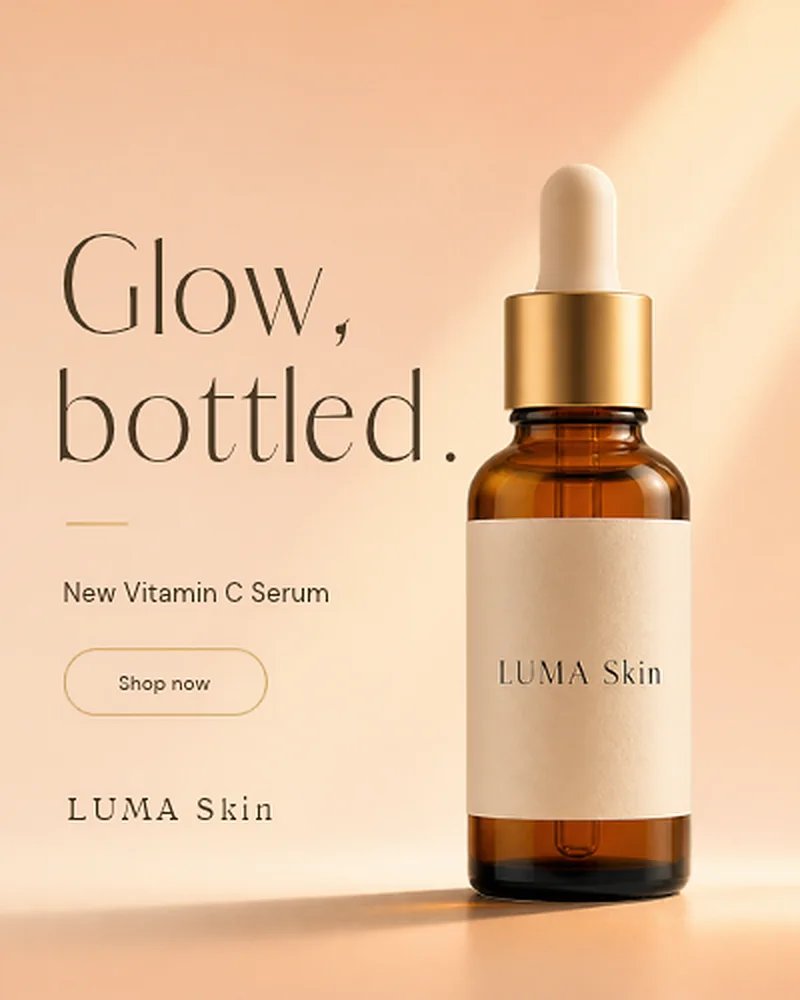 Glow,
bottled.
New Vitamin C Serum
Shop now
LUMA Skin
LUMA Skin